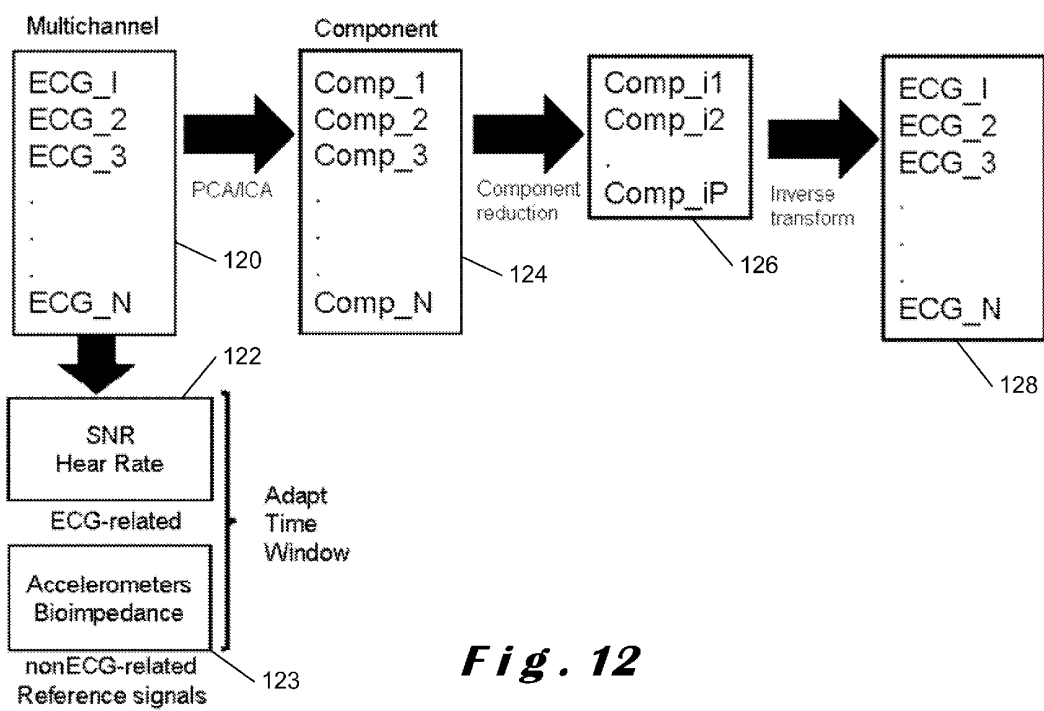 Multichannel
ECG_I
ECG_2
ECG_3
.
.
.
ECG_N
120
PCA/ICA
Component
Comp_1
Comp_2
Comp_3
.
.
.
Comp_N
124
Component
reduction
Comp_i1
Comp_i2
.
Comp_iP
126
Inverse
transform
ECG_I
ECG_2
ECG_3
.
.
.
ECG_N
128
122
SNR
Hear Rate
ECG-related
Accelerometers
Bioimpedance
123
nonECG-related
Reference signals
Adapt
Time
Window
Fig. 12